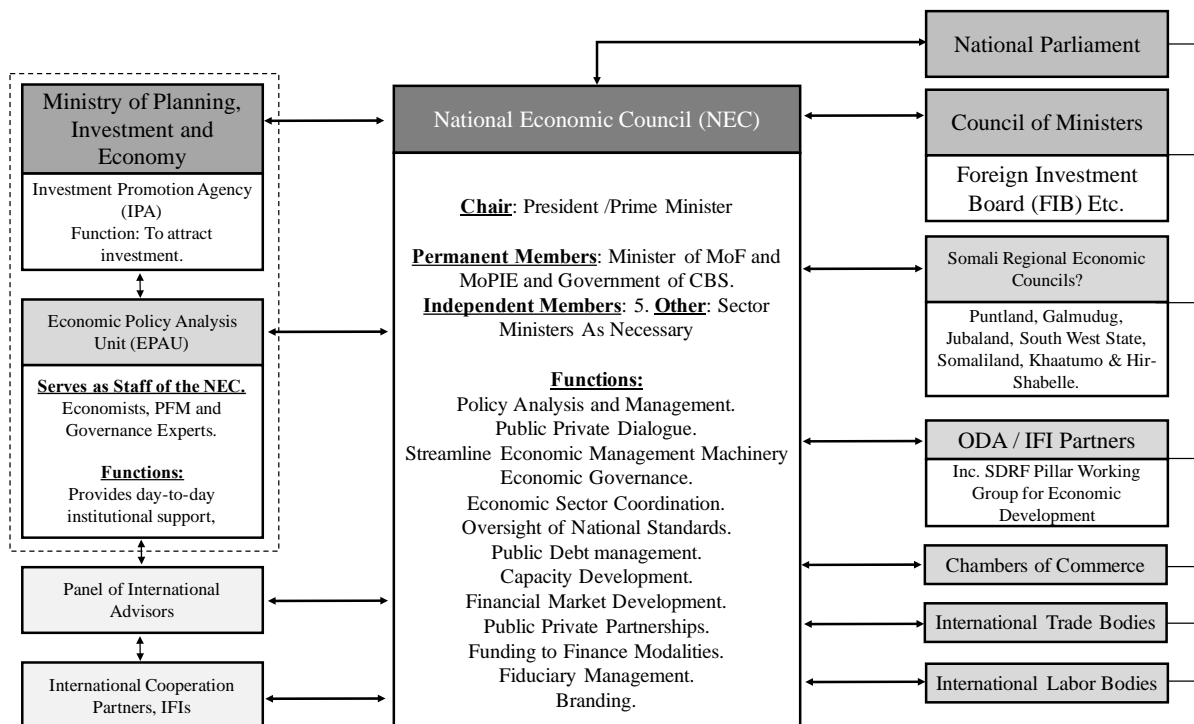 Ministry of Planning,
Investment and
Economy
Investment Promotion Agency
(IPA)
Function: To attract
investment.
Economic Policy Analysis
Unit (EPAU)
Serves as Staff of the NEC.
Economists, PFM and
Governance Experts.
Functions:
Provides day-to-day
institutional support,
Panel of International
Advisors
International Cooperation
Partners, IFIs
National Economic Council (NEC)
Chair: President /Prime Minister
Permanent Members: Minister of MoF and
MoPIE and Government of CBS.
Independent Members: 5. Other: Sector
Ministers As Necessary
Functions:
Policy Analysis and Management.
Public Private Dialogue.
Streamline Economic Management Machinery
Economic Governance.
Economic Sector Coordination.
Oversight of National Standards.
Public Debt management.
Capacity Development.
Financial Market Development.
Public Private Partnerships.
Funding to Finance Modalities.
Fiduciary Management.
Branding.
National Parliament
Council of Ministers
Foreign Investment
Board (FIB) Etc.
Somali Regional Economic
Councils?
Puntland, Galmudug,
Jubaland, South West State,
Somaliland, Khaatumo & Hir-
Shabelle.
ODA / IFI Partners
Inc. SDRF Pillar Working
Group for Economic
Development
Chambers of Commerce
International Trade Bodies
International Labor Bodies